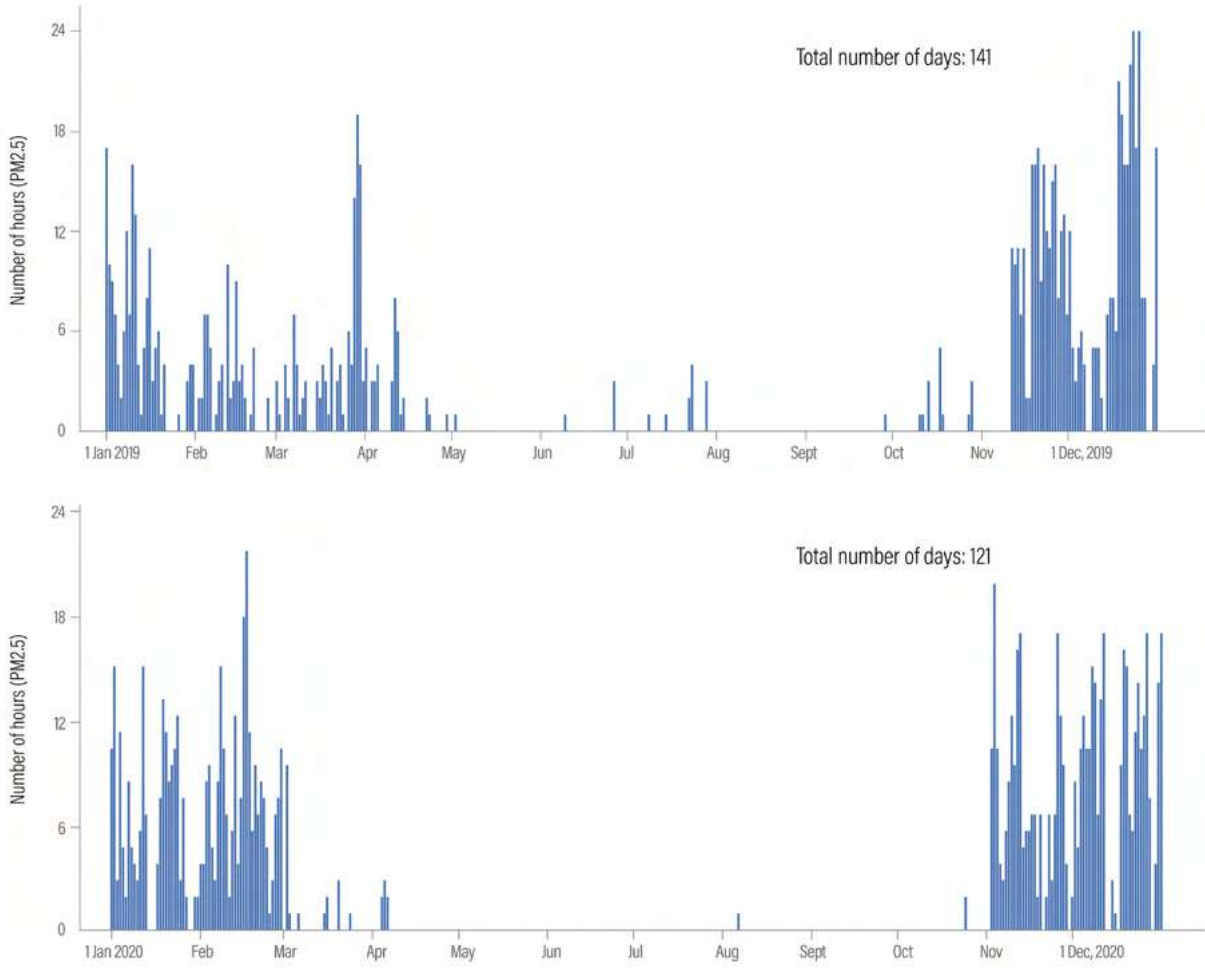 24
Total number of days: 141
18
12
6
0
Number of hours (PM2.5)
1 Jan 2019 Feb Mar Apr May Jun Jul Aug Sept Oct Nov 1 Dec, 2019
24
Total number of days: 121
18
12
6
0
Number of hours (PM2.5)
1 Jan 2020 Feb Mar Apr May Jun Jul Aug Sept Oct Nov 1 Dec, 2020